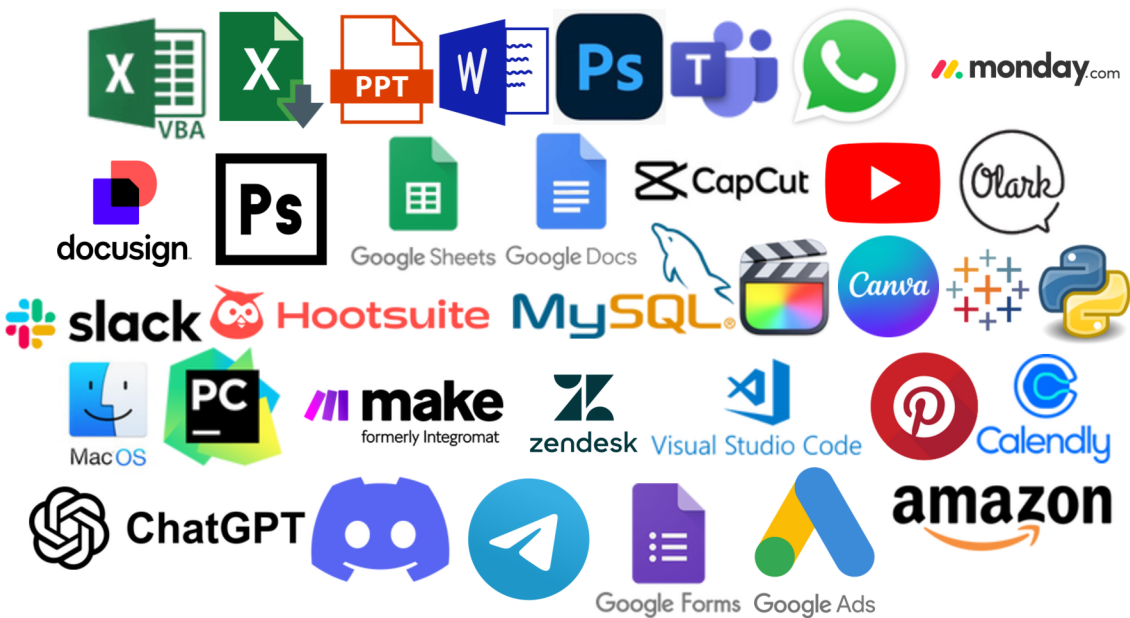 X
VBA
X
PPT
W
Ps
T
monday.com
docusign
Ps
Google Sheets
Google Docs
CapCut
Olark
slack
Hootsuite
MySQL®
Canva
MacOS
PC
make
formerly Integromat
zendesk
Visual Studio Code
Calendly
ChatGPT
amazon
Google Forms
Google Ads